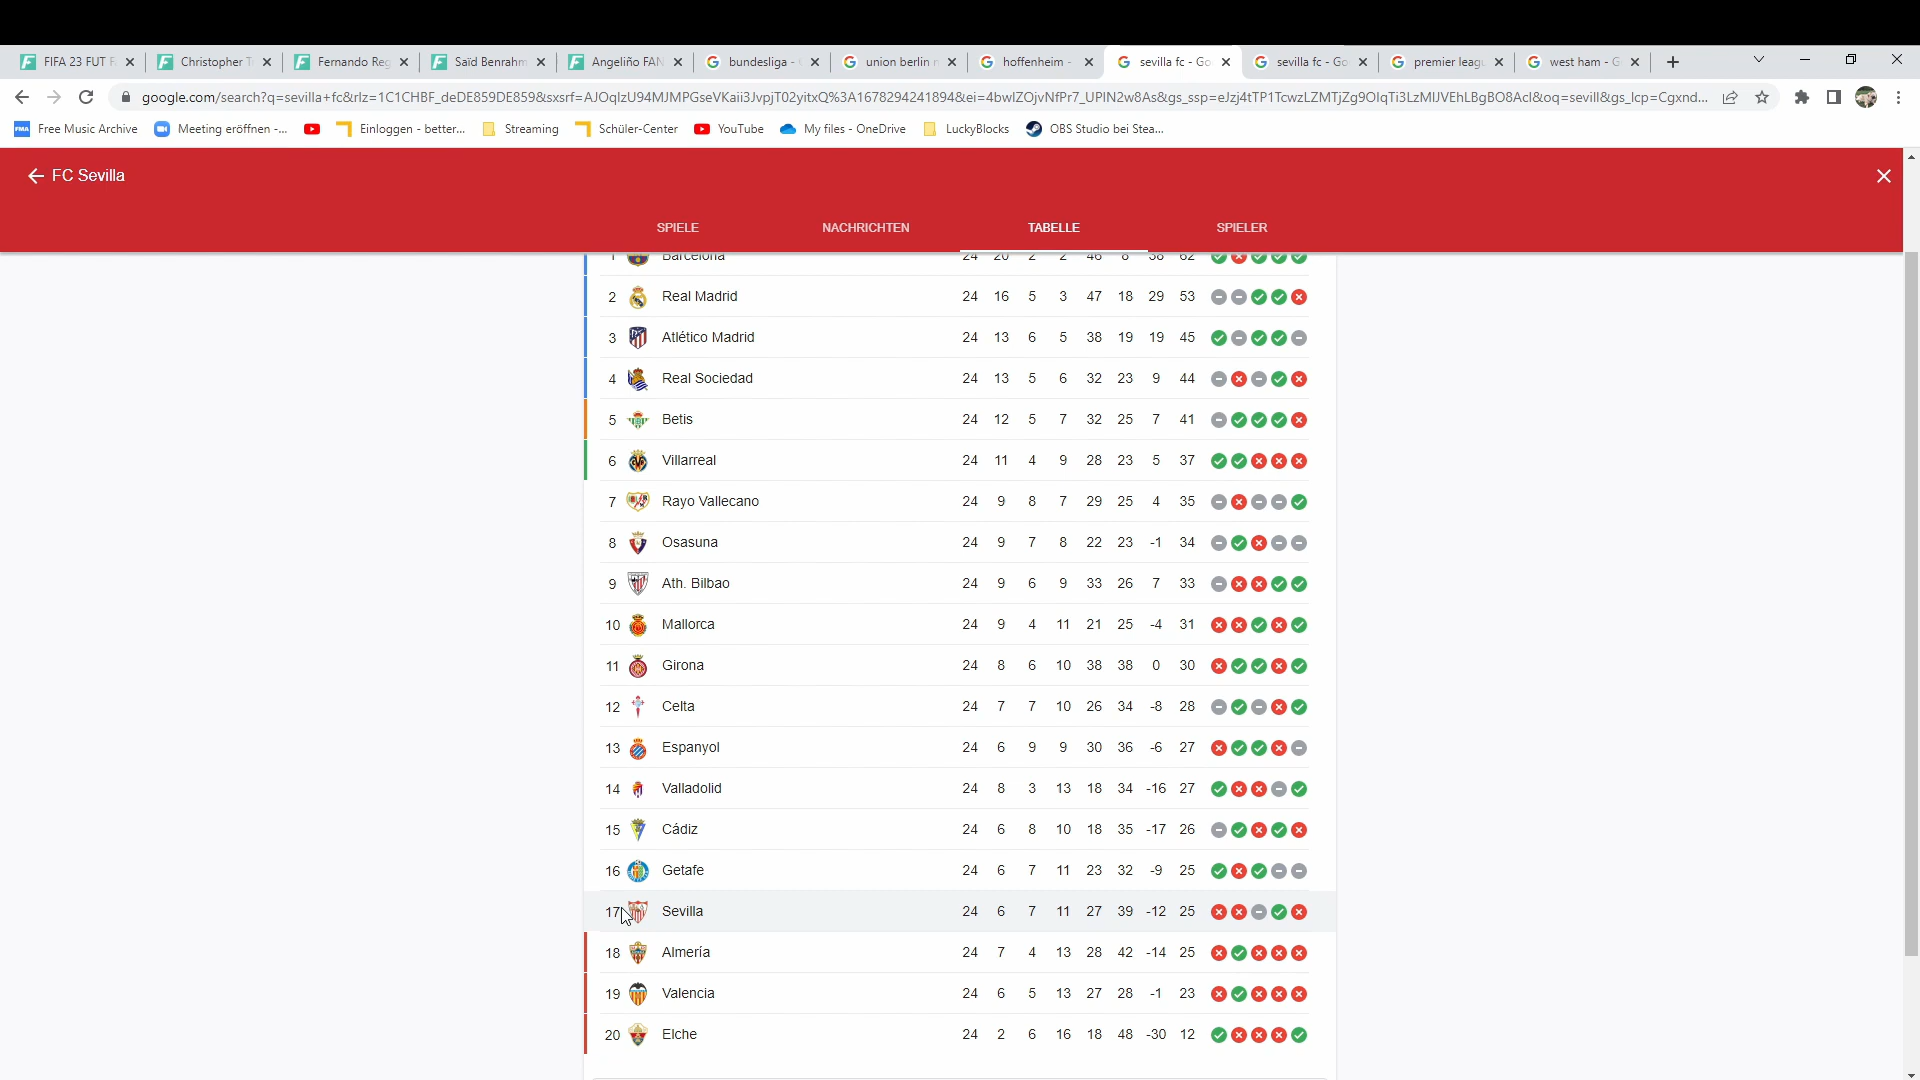 FIFA 23 FUT F
Christopher T
Fernando Reg
Saïd Benrahm
Angeliño FAN
bundesliga -
union berlin n
hoffenheim -
sevilla fc - Go
sevilla fc - Go
premier leag
west ham - G
google.com/search?q=sevilla+fc&rlz=1C1CHBF_deDE859DE859&sxsrf=AJOqlzU94MJMPGseVKaii3JvpjT02yitxQ%3A1678294241894&ei=4bwIZOjvNfPr7_UPIN2w8As&gs_ssp=eJzj4tTP1TcwzLZMTjZg9OIqTi3LzMlJVEhLBgBO8AcI&oq=sevill&gs_lcp=Cgxnd...
Free Music Archive
Meeting eröffnen -...
Einloggen - better...
Streaming
Schüler-Center
YouTube
My files - OneDrive
LuckyBlocks
OBS Studio bei Stea...
FC Sevilla
SPIELE NACHRICHTEN TABELLE SPIELER
1 Barcelona 24 20 2 2 46 8 38 62
2 Real Madrid 24 16 5 3 47 18 29 53
3 Atlético Madrid 24 13 6 5 38 19 19 45
4 Real Sociedad 24 13 5 6 32 23 9 44
5 Betis 24 12 5 7 32 25 7 41
6 Villarreal 24 11 4 9 28 23 5 37
7 Rayo Vallecano 24 9 8 7 29 25 4 35
8 Osasuna 24 9 7 8 22 23 -1 34
9 Ath. Bilbao 24 9 6 9 33 26 7 33
10 Mallorca 24 9 4 11 21 25 -4 31
11 Girona 24 8 6 10 38 38 0 30
12 Celta 24 7 7 10 26 34 -8 28
13 Espanyol 24 6 9 9 30 36 -6 27
14 Valladolid 24 8 3 13 18 34 -16 27
15 Cádiz 24 6 8 10 18 35 -17 26
16 Getafe 24 6 7 11 23 32 -9 25
17 Sevilla 24 6 7 11 27 39 -12 25
18 Almería 24 7 4 13 28 42 -14 25
19 Valencia 24 6 5 13 27 28 -1 23
20 Elche 24 2 6 16 18 48 -30 12